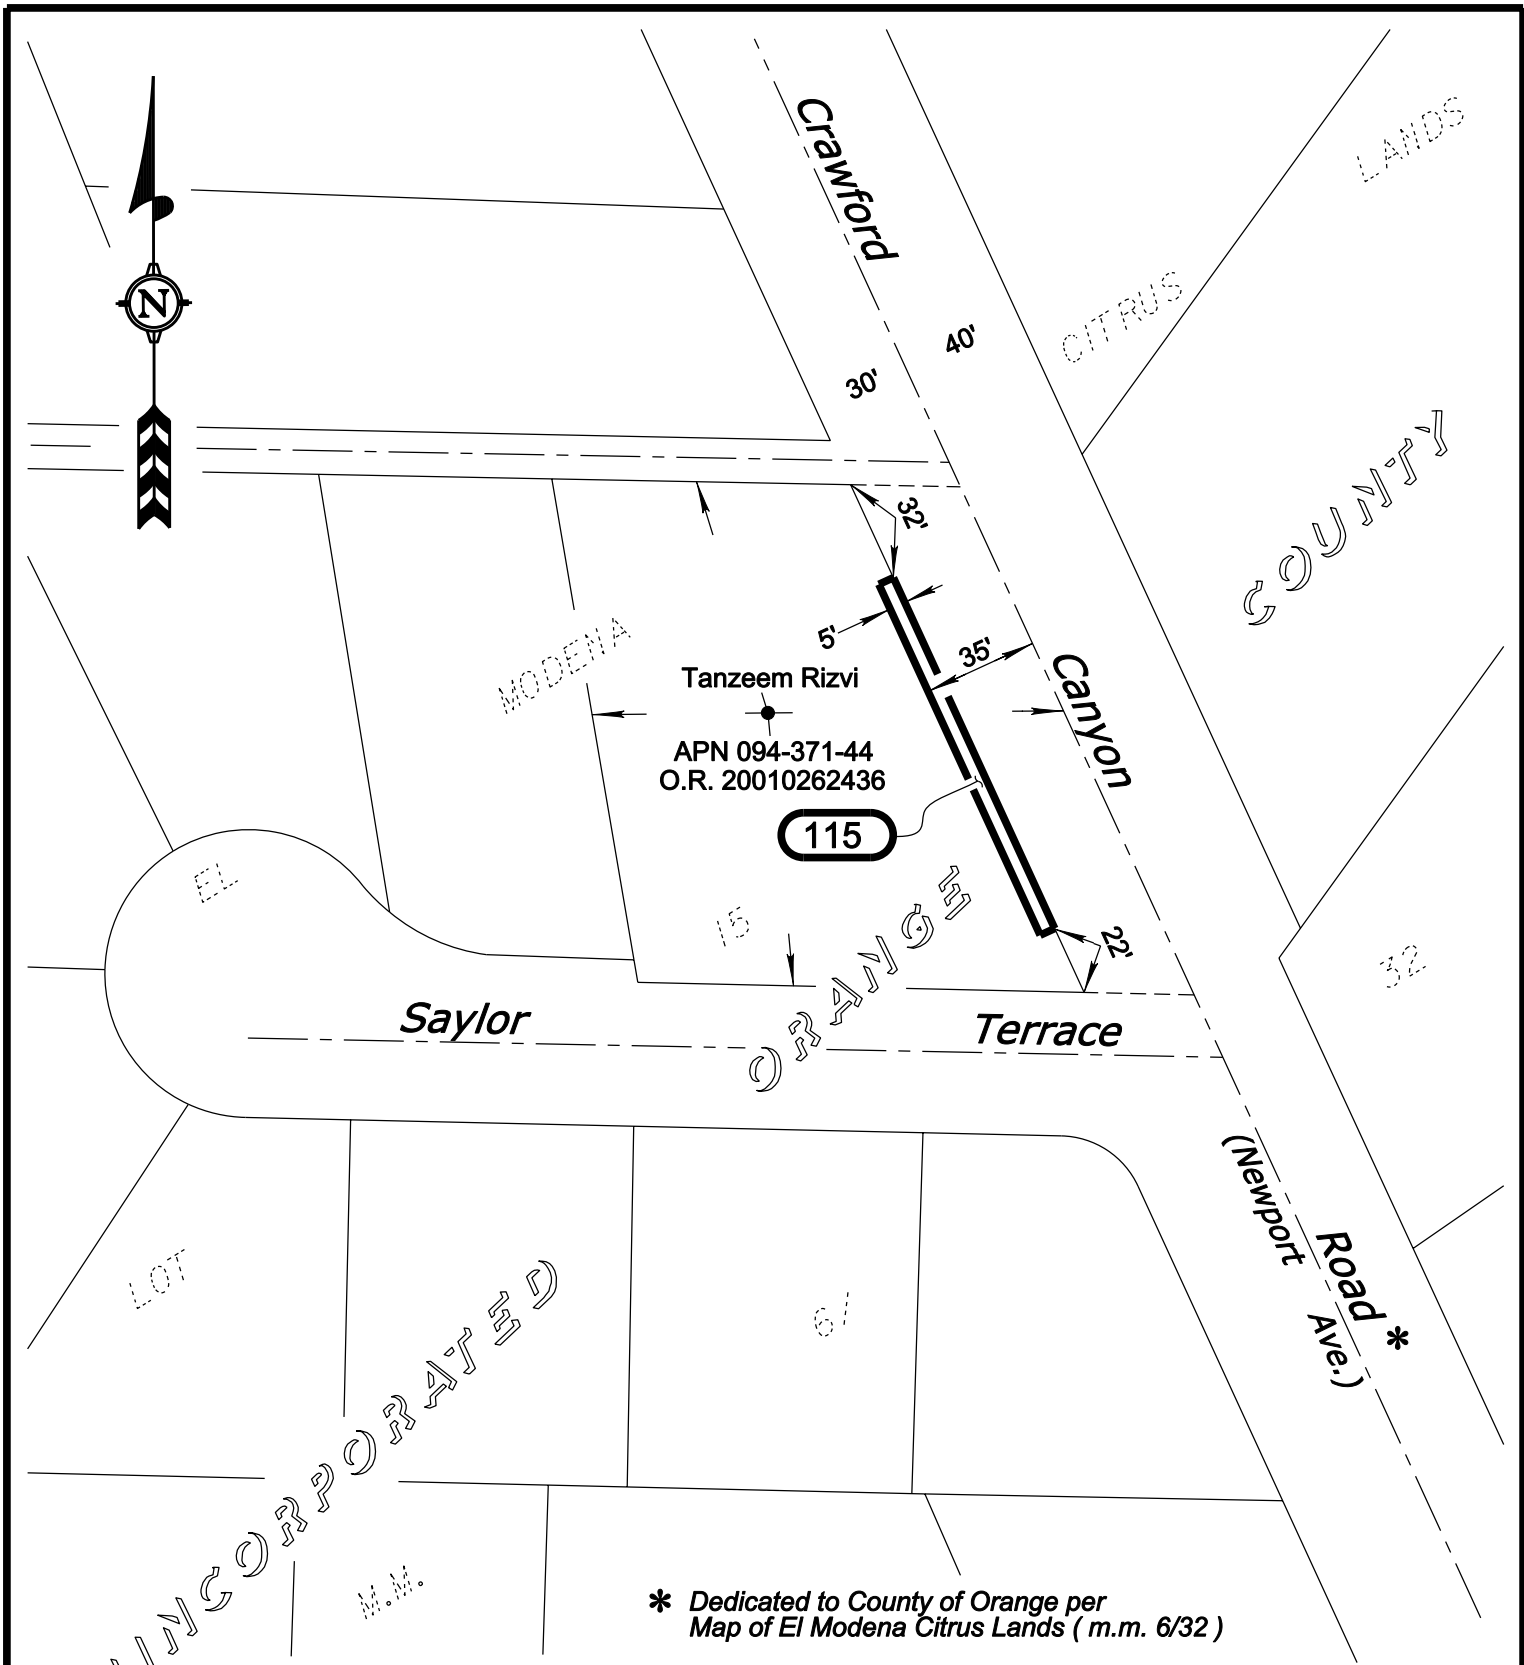 Crawford
LANDS
N
CITRUS
40'
30'
COUNTY
32'
5'
35'
MODENA
Tanzeem Rizvi
Canyon
APN 094-371-44
O.R. 20010262436
115
EL
15
ORANGE
22'
32
Saylor Terrace
(Newport Ave.)
Road *
LOT
6/
UNINCORPORATED
M.M.
* Dedicated to County of Orange per
Map of El Modena Citrus Lands ( m.m. 6/32 )